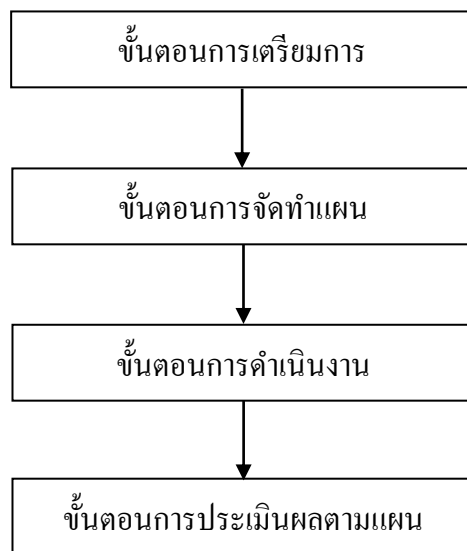 ขั้นตอนการเตรียมการ
ขั้นตอนการจัดทำแผน
ขั้นตอนการดำเนินงาน
ขั้นตอนการประเมินผลตามแผน